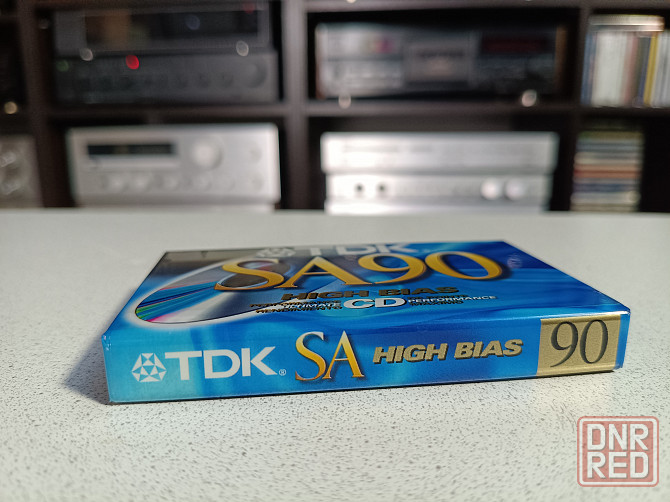 TDK
SA90
HIGH BIAS
CD PERFORMANCE
TDK® SA HIGH BIAS 90
DNR
RED